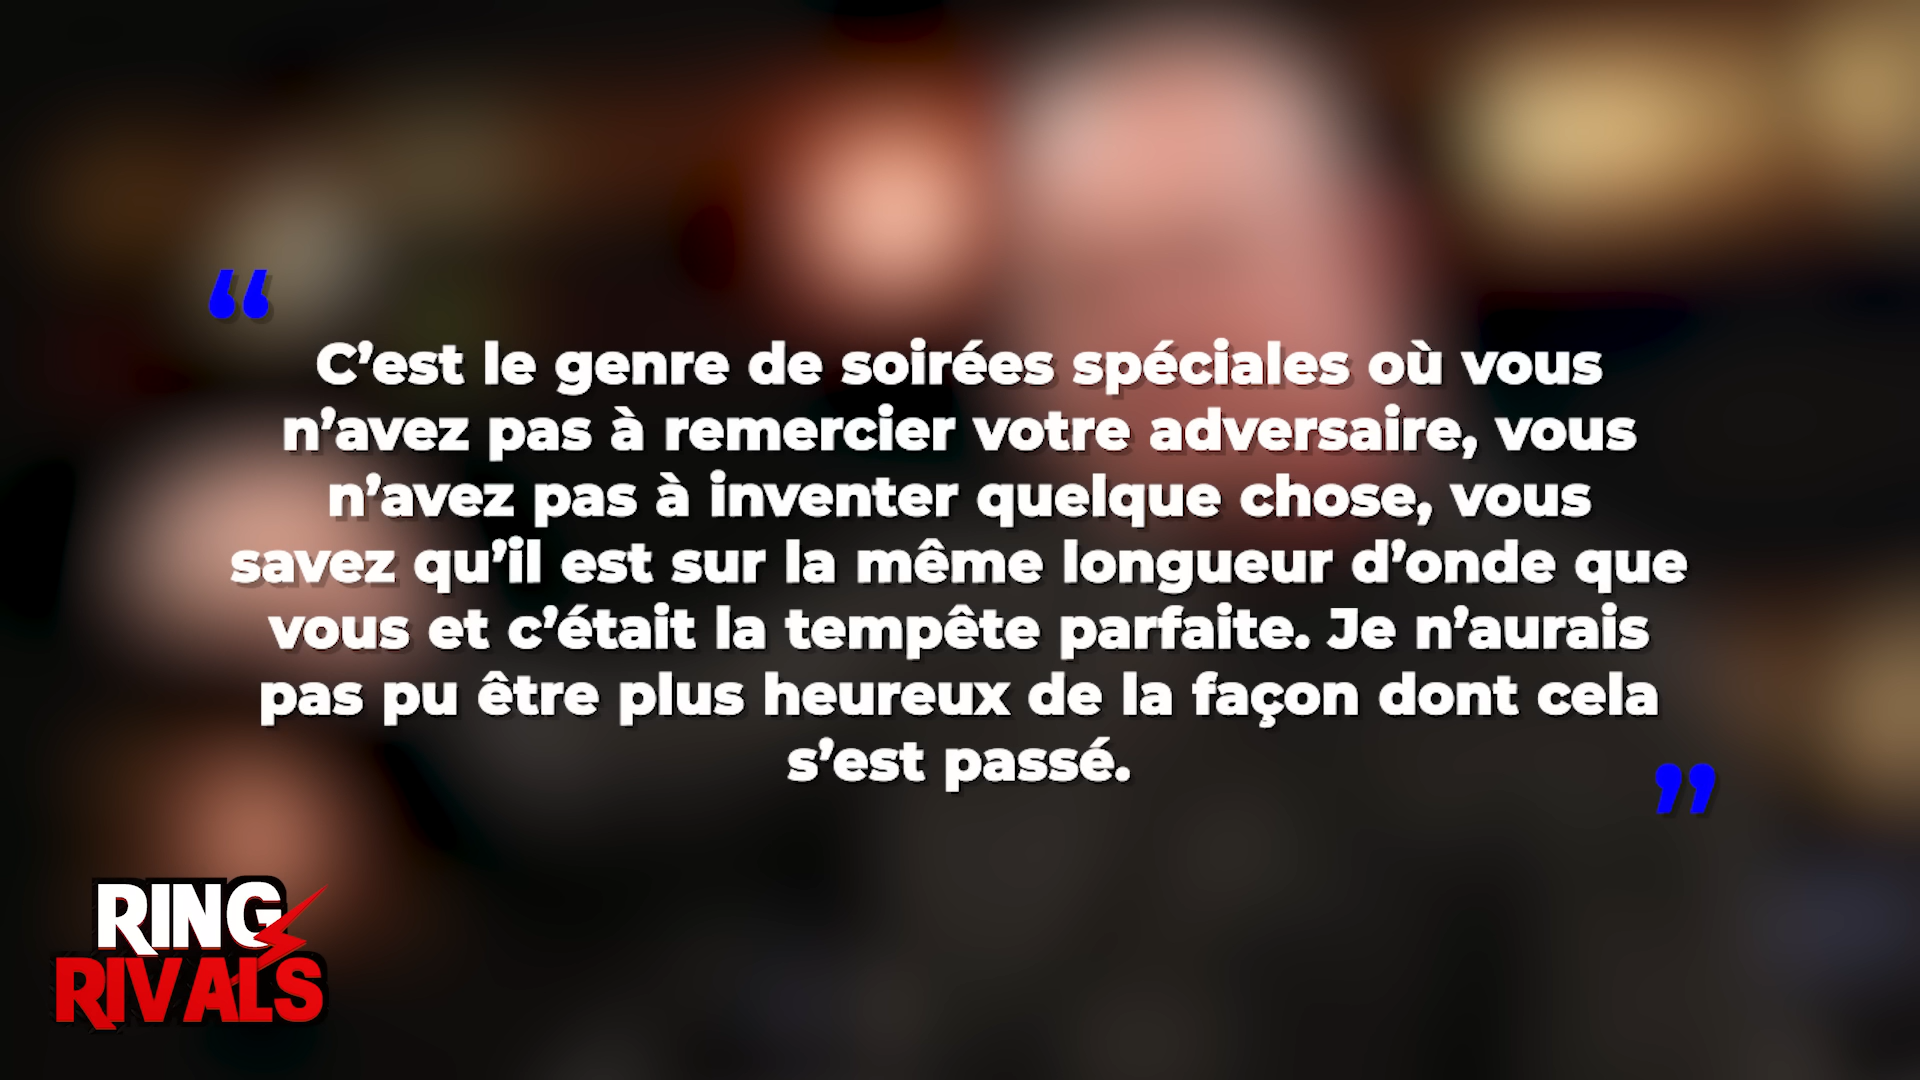 “
C’est le genre de soirées spéciales où vous
n’avez pas à remercier votre adversaire, vous
n’avez pas à inventer quelque chose, vous
savez qu’il est sur la même longueur d’onde que
vous et c’était la tempête parfaite. Je n’aurais
pas pu être plus heureux de la façon dont cela
s’est passé.
”
RING
RIVALS